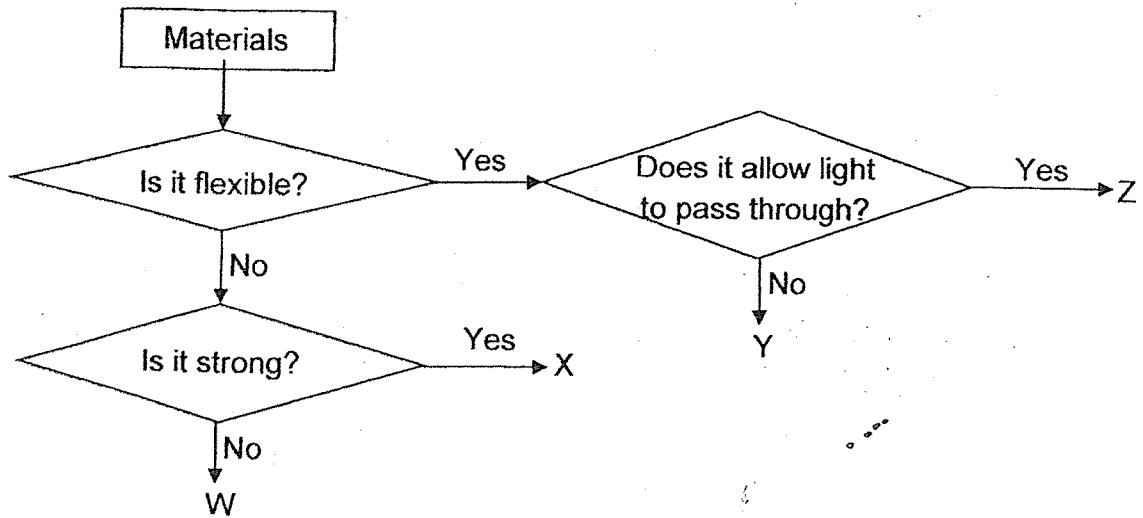 Materials
Is it flexible?
Yes
Does it allow light
to pass through?
Yes
Z
No
No
Y
Is it strong?
Yes
X
No
W